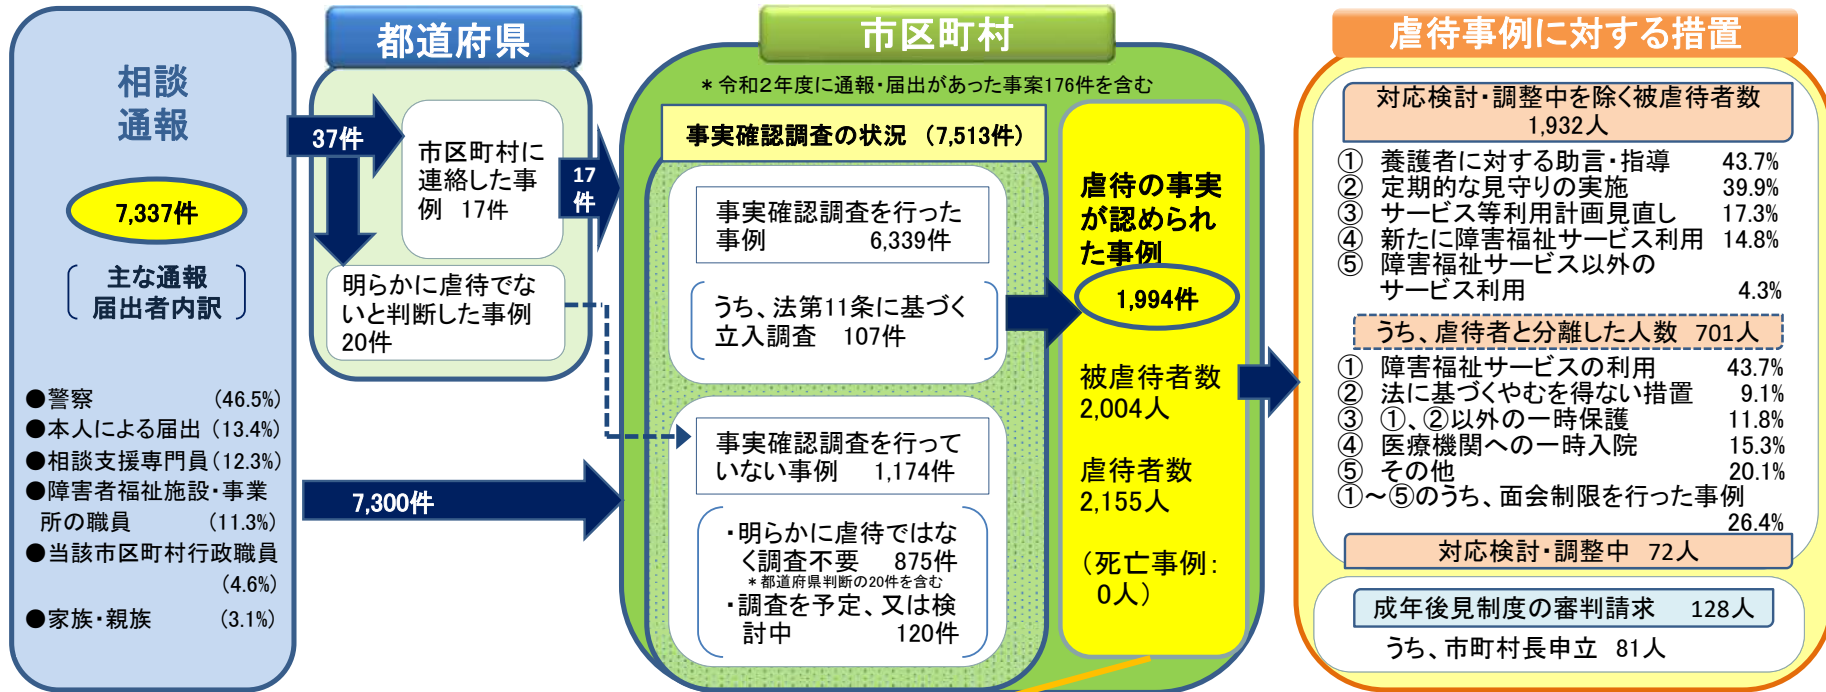 相談
通報
7,337件
主な通報
届出者内訳
●警察 (46.5%)
●本人による届出 (13.4%)
●相談支援専門員(12.3%)
●障害者福祉施設・事業
所の職員 (11.3%)
●当該市区町村行政職員
(4.6%)
●家族・親族 (3.1%)
都道府県
37件
市区町村に
連絡した事
例 17件
明らかに虐待でな
いと判断した事例
20件
17
件
7,300件
市区町村
*令和2年度に通報・届出があった事案176件を含む
事実確認調査の状況 (7,513件)
事実確認調査を行った
事例 6,339件
うち、法第11条に基づく
立入調査 107件
事実確認調査を行って
いない事例 1,174件
・明らかに虐待ではな
く調査不要 875件
*都道府県判断の20件を含む
・調査を予定、又は検
討中 120件
虐待の事実
が認められ
た事例
1,994件
被虐待者数
2,004人
虐待者数
2,155人
(死亡事例:
0人)
虐待事例に対する措置
対応検討・調整中を除く被虐待者数
1,932人
① 養護者に対する助言・指導 43.7%
② 定期的な見守りの実施 39.9%
③ サービス等利用計画見直し 17.3%
④ 新たに障害福祉サービス利用 14.8%
⑤ 障害福祉サービス以外の
サービス利用 4.3%
うち、虐待者と分離した人数 701人
① 障害福祉サービスの利用 43.7%
② 法に基づくやむを得ない措置 9.1%
③ ①、②以外の一時保護 11.8%
④ 医療機関への一時入院 15.3%
⑤ その他 20.1%
①～⑤のうち、面会制限を行った事例
26.4%
対応検討・調整中 72人
成年後見制度の審判請求 128人
うち、市町村長申立 81人